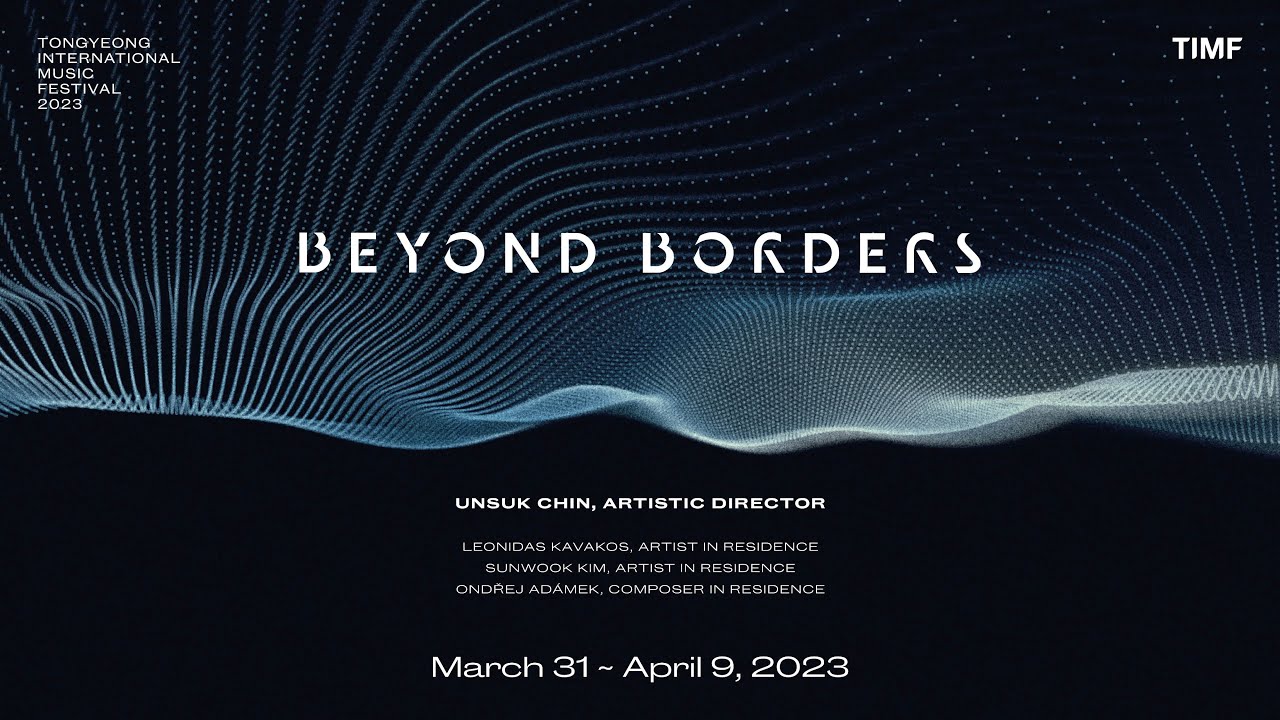 TONGYEONG
INTERNATIONAL
MUSIC
FESTIVAL
2023
TIMF
BEYOND BORDERS
UNSUK CHIN, ARTISTIC DIRECTOR
LEONIDAS KAVAKOS, ARTIST IN RESIDENCE
SUNWOOK KIM, ARTIST IN RESIDENCE
ONDŘEJ ADÁMEK, COMPOSER IN RESIDENCE
March 31 ~ April 9, 2023